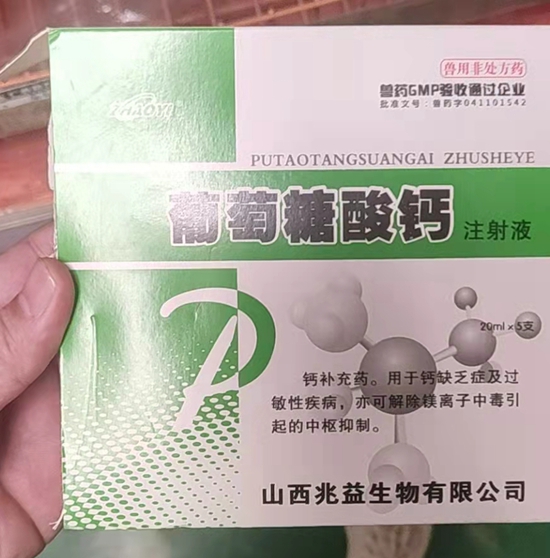 ZHAOYI
兽用非处方药
兽药GMP验收通过企业
批准文号：兽药字041101542
PUTAOTANGSUANGAI ZHUSHEYE
葡萄糖酸钙 注射液
20ml×5支
钙补充药。用于钙缺乏症及过
敏性疾病，亦可解除镁离子中毒引
起的中枢抑制。
山西兆益生物有限公司